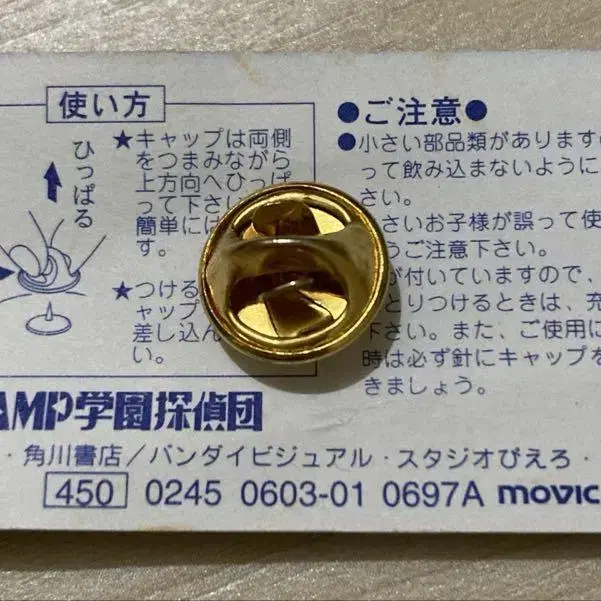 使い方
ひっぱる
★キャップは両側
をつまみながら
上方向へひっぱ
って下さい
簡単には
す。
★つける
ャップ
差し込ん
い。
●ご注意●
●小さい部品類があります
って飲み込まないように
さい。
さいお子様が誤って使
うご注意下さい。
が付いていますので、
とりつけるときは、充
下さい。また、ご使用に
時は必ず針にキャップを
きましょう。
AMP学園探偵団
・角川書店/バンダイビジュアル・スタジオぴえろ・
450 0245 0603-01 0697A movic